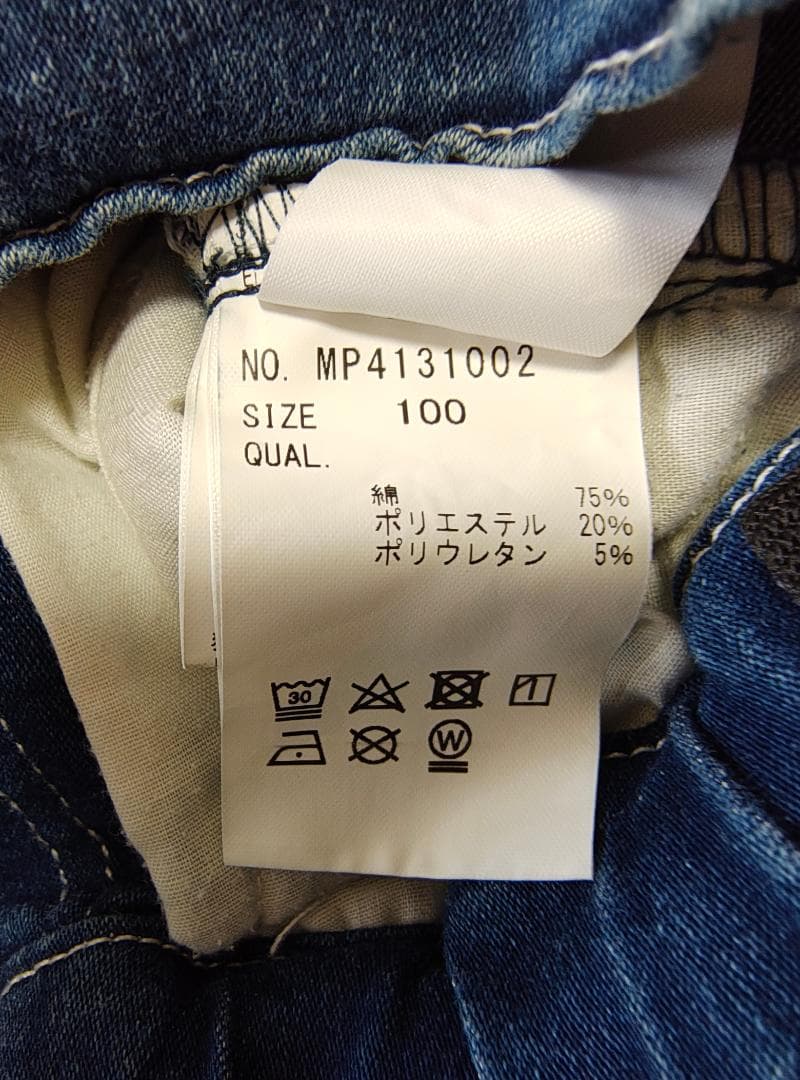 NO. MP4131002
SIZE 100
QUAL.
綿 75%
ポリエステル 20%
ポリウレタン 5%
30
W